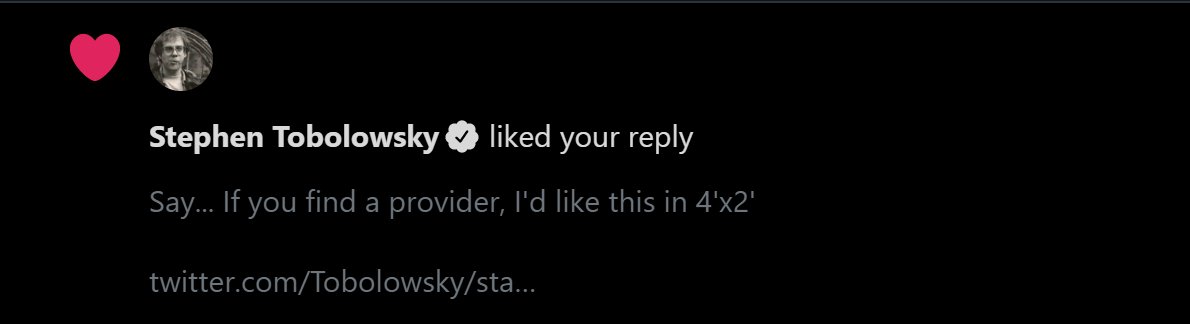 Stephen Tobolowsky liked your reply
Say... If you find a provider, I'd like this in 4'x2'
twitter.com/Tobolowsky/sta...